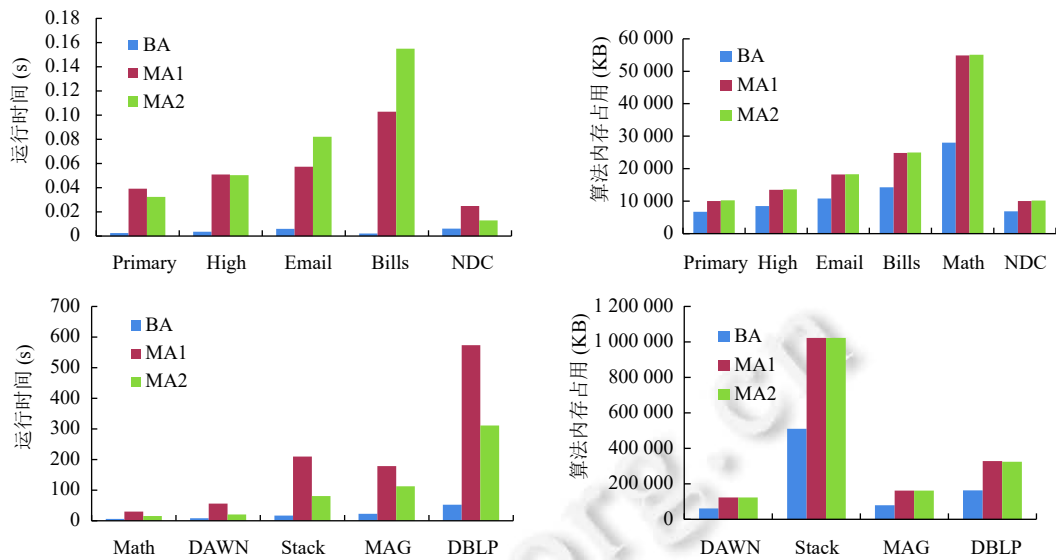 0.18
0.16
0.14
0.12
0.10
0.08
0.06
0.04
0.02
0
运行时间 (s)
BA
MA1
MA2
Primary High Email Bills NDC
60 000
50 000
40 000
30 000
20 000
10 000
0
算法内存占用 (KB)
BA
MA1
MA2
Primary High Email Bills Math NDC
700
600
500
400
300
200
100
0
运行时间 (s)
BA
MA1
MA2
Math DAWN Stack MAG DBLP
1 200 000
1 000 000
800 000
600 000
400 000
200 000
0
算法内存占用 (KB)
BA
MA1
MA2
DAWN Stack MAG DBLP